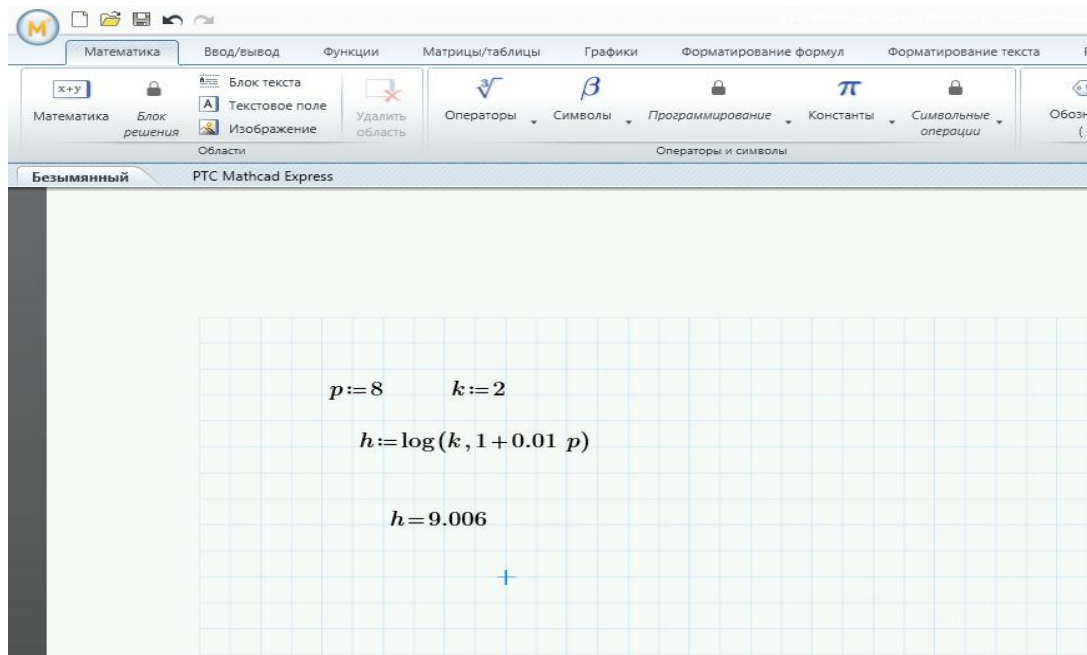 Математика Ввод/вывод Функции Матрицы/таблицы Графики Форматирование формул Форматирование текста
x+y Блок текста ∛ β π
A Текстовое поле
Математика Блок решения Изображение Удалить область Операторы Символы Программирование Константы Символьные операции
Области Операторы и символы
Безымянный PTC Mathcad Express
p:=8 k:=2
h:=log(k,1+0.01 p)
h=9.006